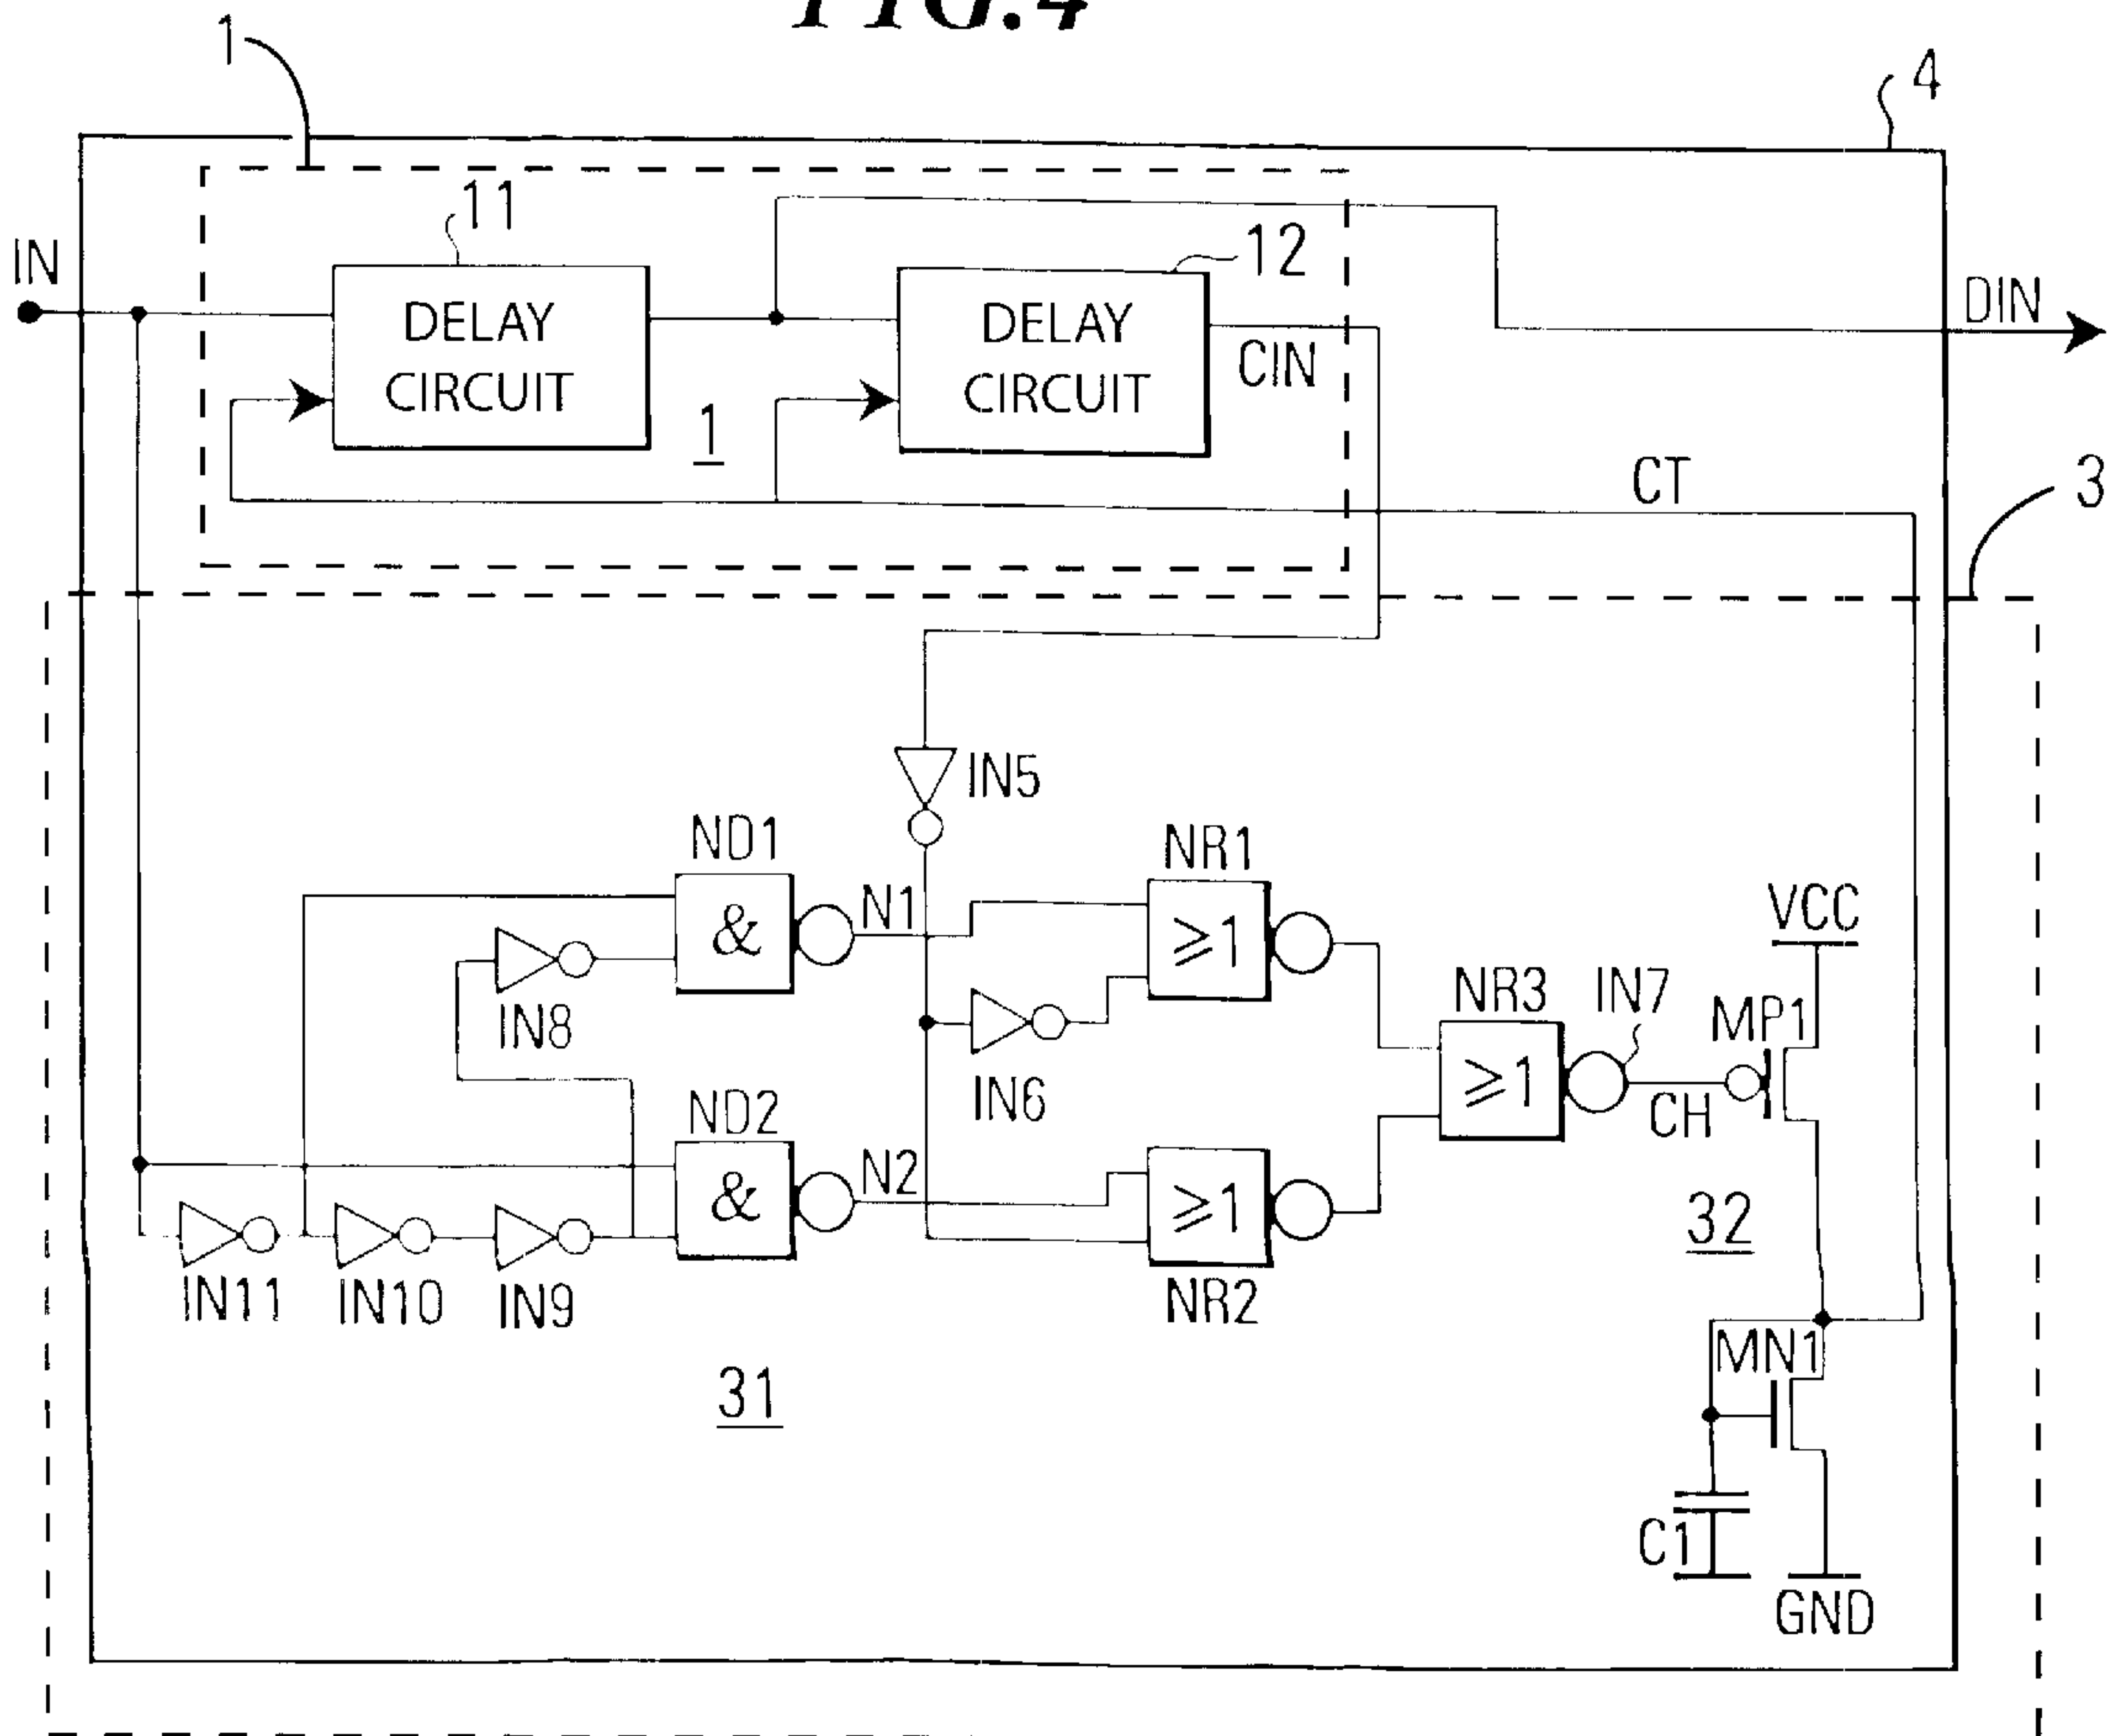 FIG.4
1
4
11
12
IN
DELAY
CIRCUIT
DELAY
CIRCUIT
DIN
CIN
1
CT
3
IN5
ND1
NR1
&
N1
≥1
VCC
IN8
NR3
IN7
MP1
IN6
≥1
CH
ND2
&
N2
≥1
32
IN11
IN10
IN9
NR2
MN1
31
C1
GND